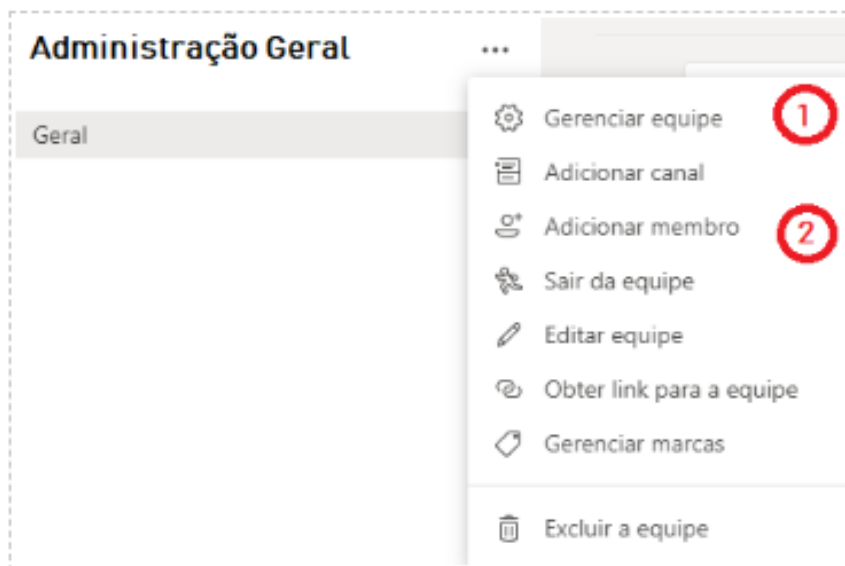 Administração Geral ...
Geral
Gerenciar equipe 1
Adicionar canal
Adicionar membro 2
Sair da equipe
Editar equipe
Obter link para a equipe
Gerenciar marcas
Excluir a equipe